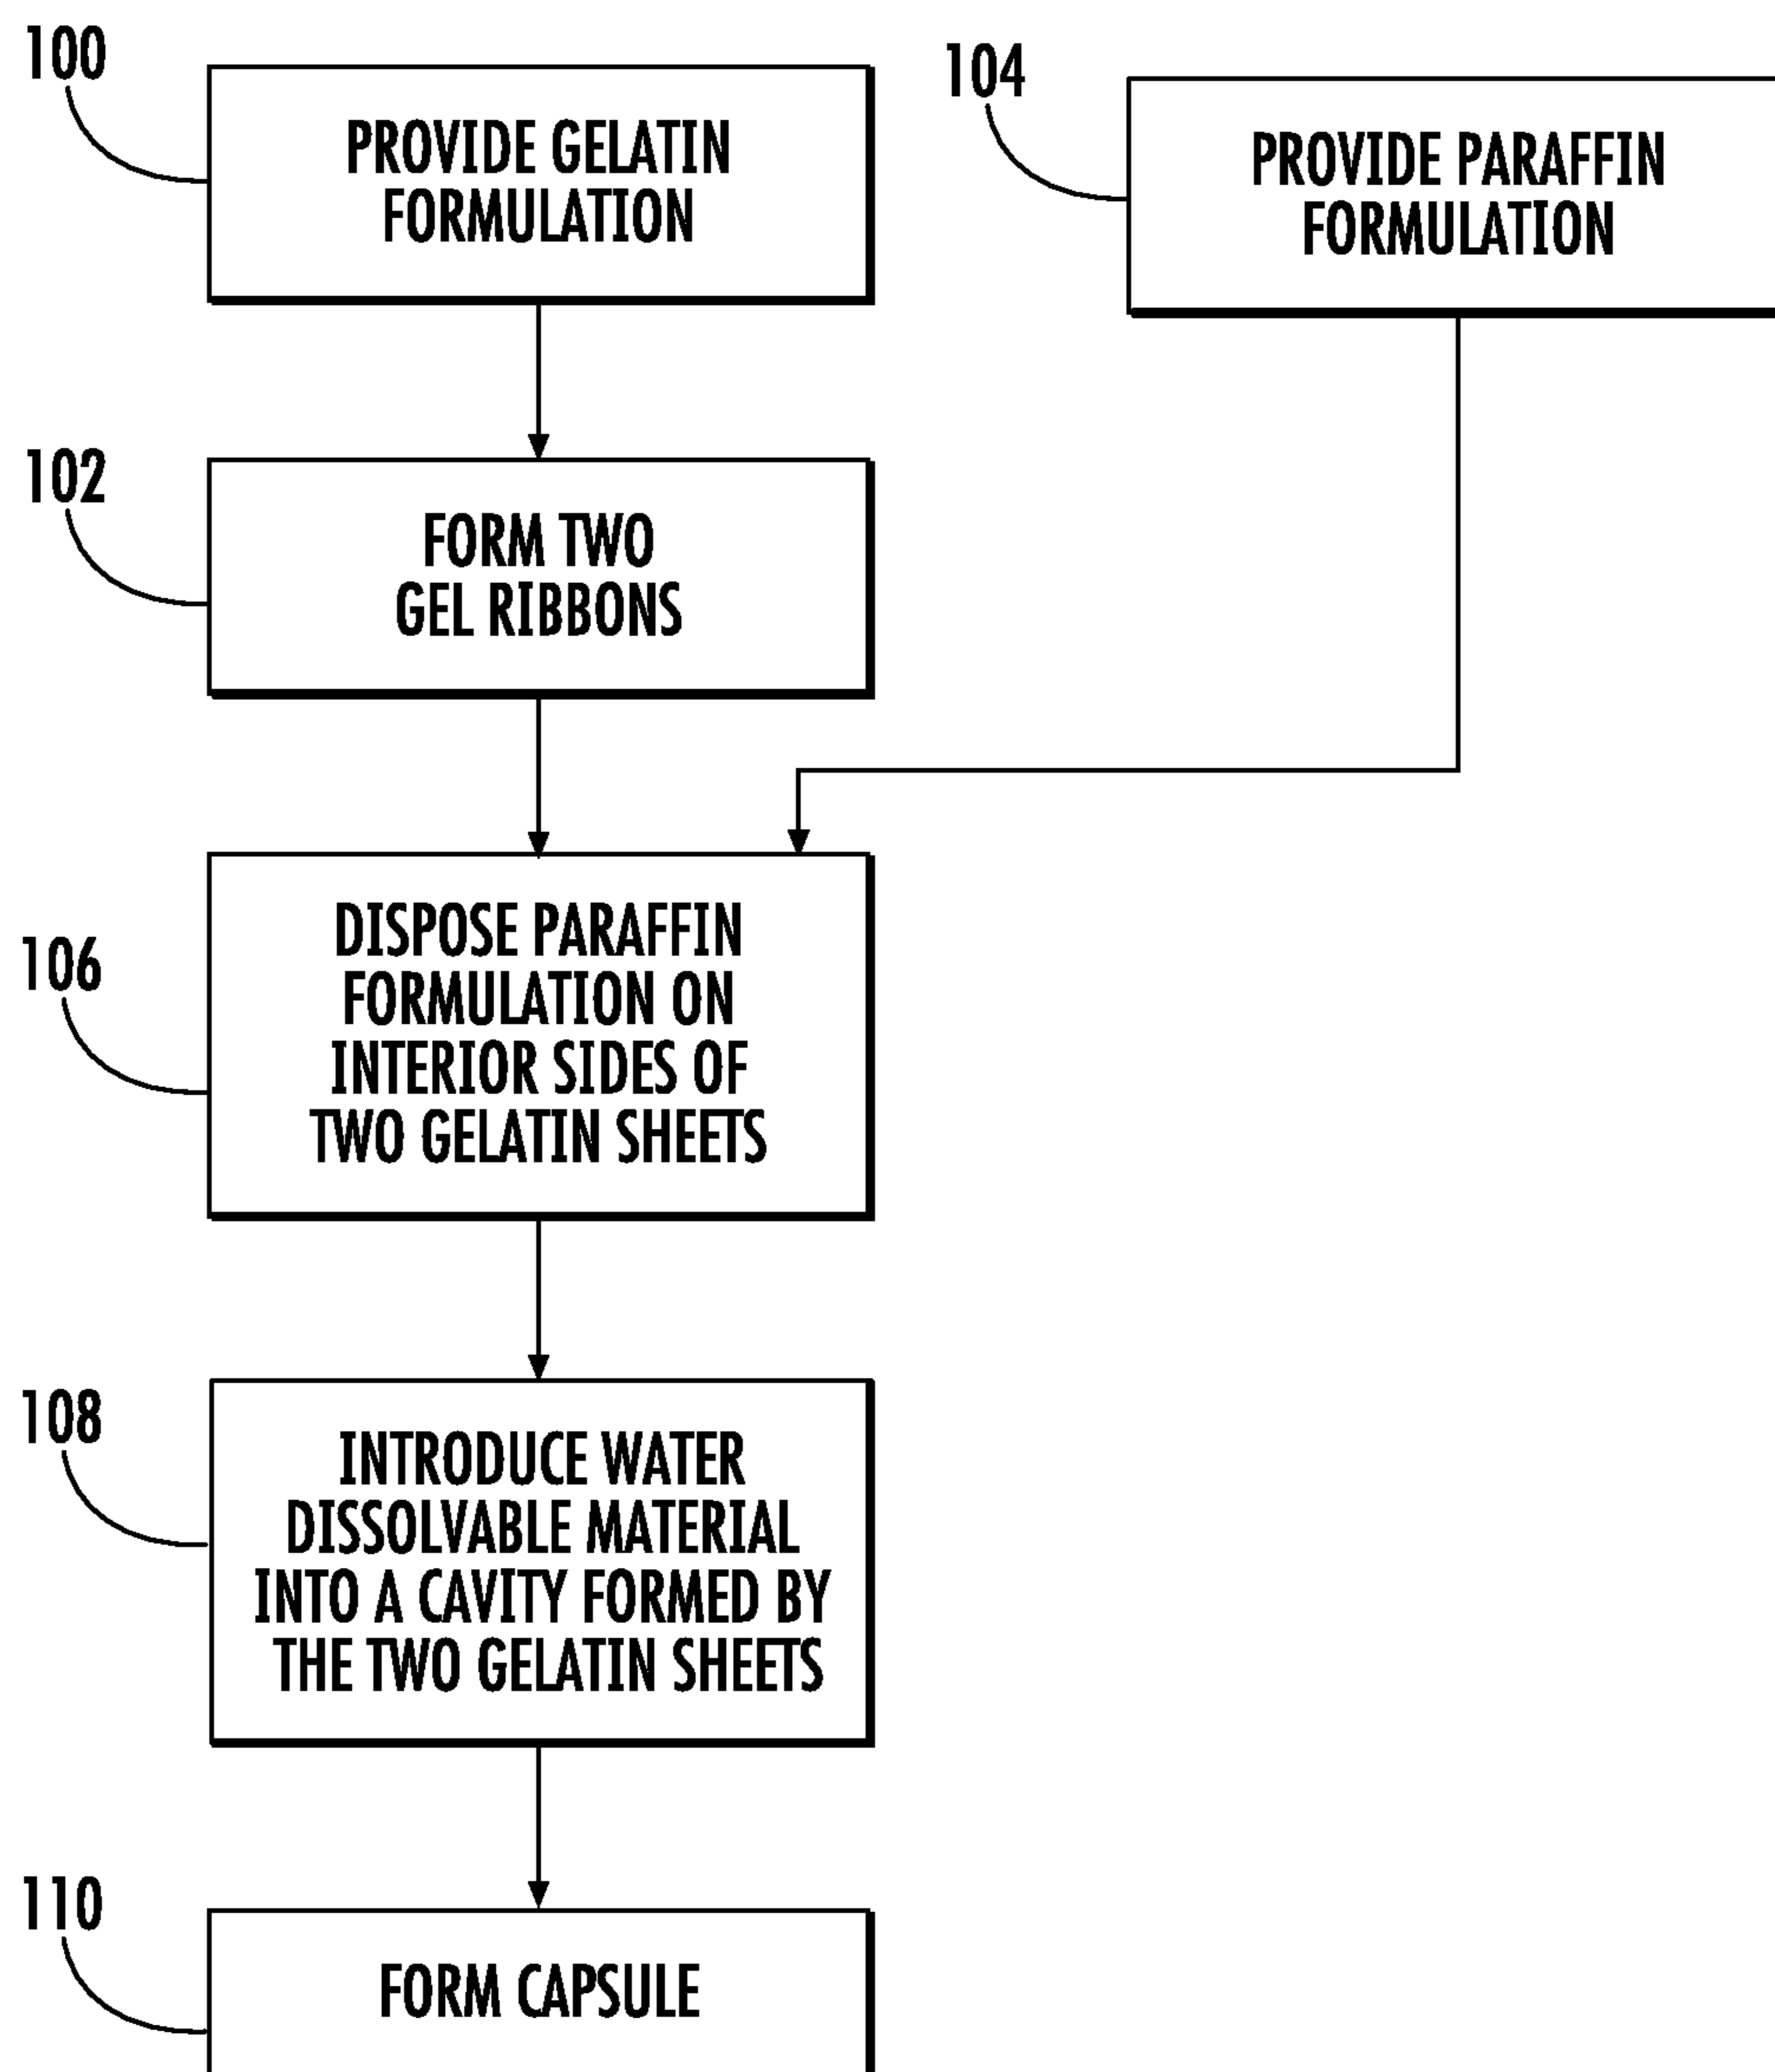 100
PROVIDE GELATIN
FORMULATION
104
PROVIDE PARAFFIN
FORMULATION
102
FORM TWO
GEL RIBBONS
106
DISPOSE PARAFFIN
FORMULATION ON
INTERIOR SIDES OF
TWO GELATIN SHEETS
108
INTRODUCE WATER
DISSOLVABLE MATERIAL
INTO A CAVITY FORMED BY
THE TWO GELATIN SHEETS
110
FORM CAPSULE